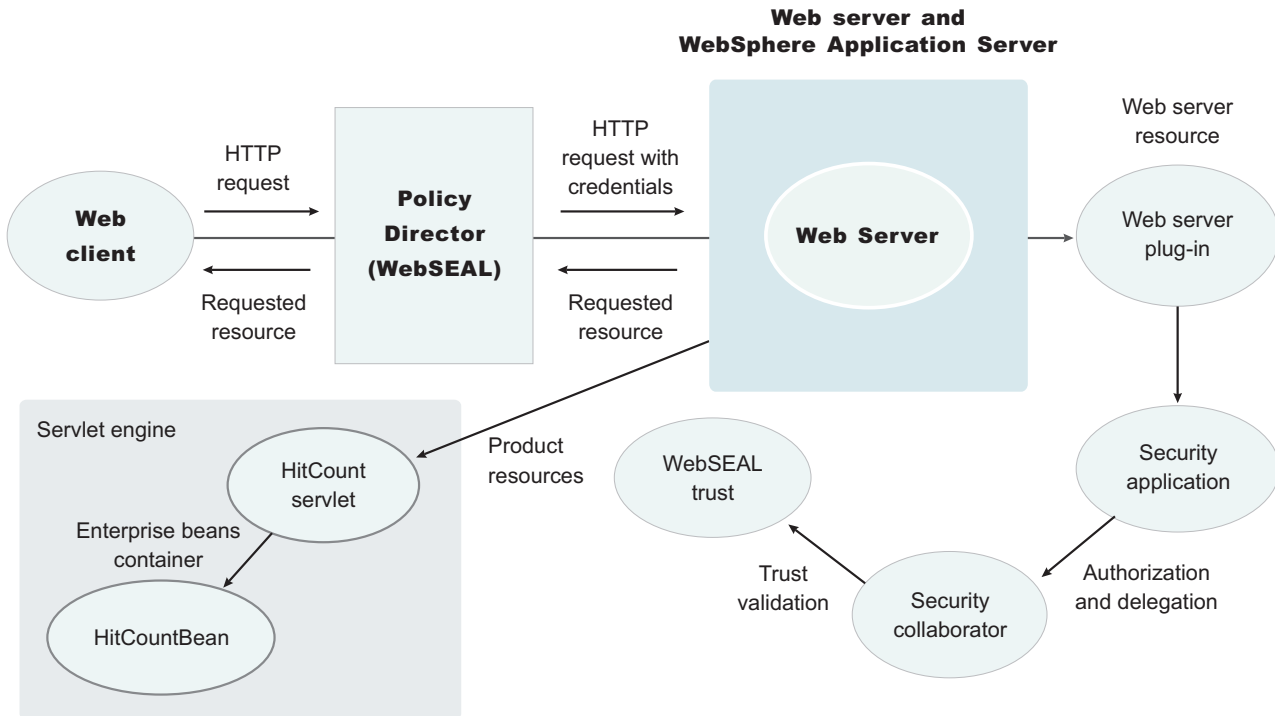 Web server and
WebSphere Application Server
HTTP
request
HTTP
request with
credentials
Web server
resource
Web
client
Policy
Director
(WebSEAL)
Web Server
Web server
plug-in
Requested
resource
Requested
resource
Servlet engine
HitCount
servlet
Product
resources
WebSEAL
trust
Security
application
Enterprise beans
container
Trust
validation
Authorization
and delegation
Security
collaborator
HitCountBean